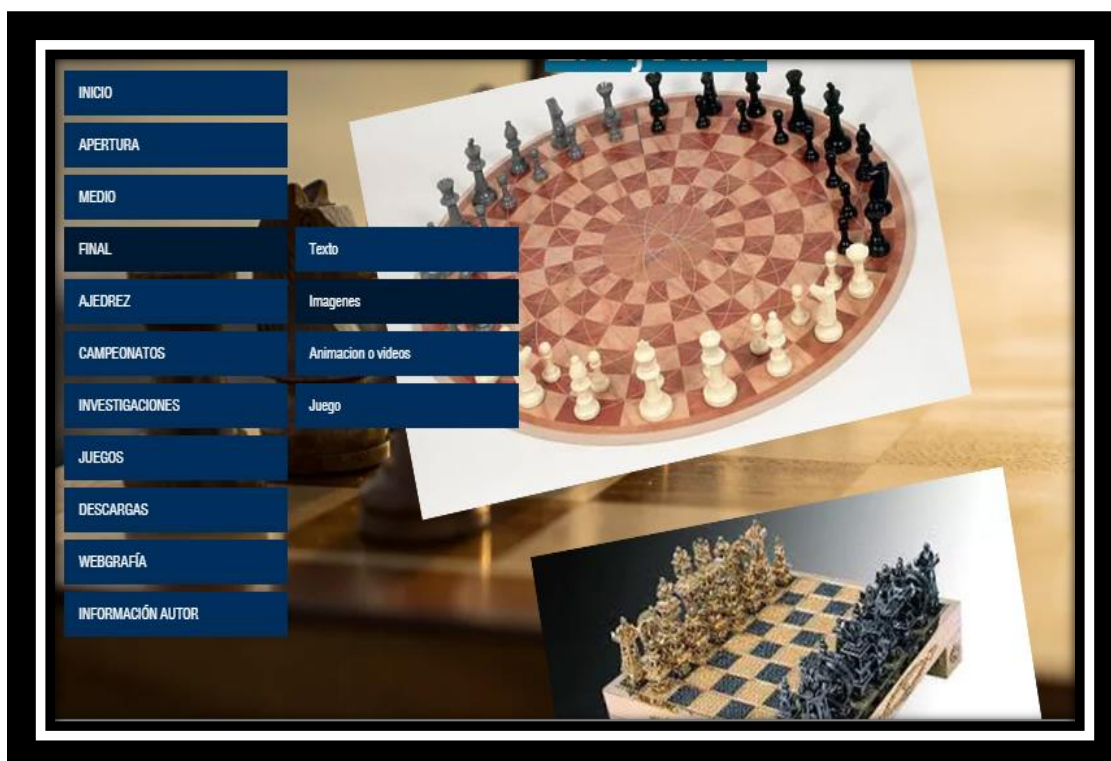 INICIO
APERTURA
MEDIO
FINAL
Texto
AJEDREZ
Imagenes
CAMPEONATOS
Animacion o videos
INVESTIGACIONES
Juego
JUEGOS
DESCARGAS
WEBGRAFÍA
INFORMACIÓN AUTOR